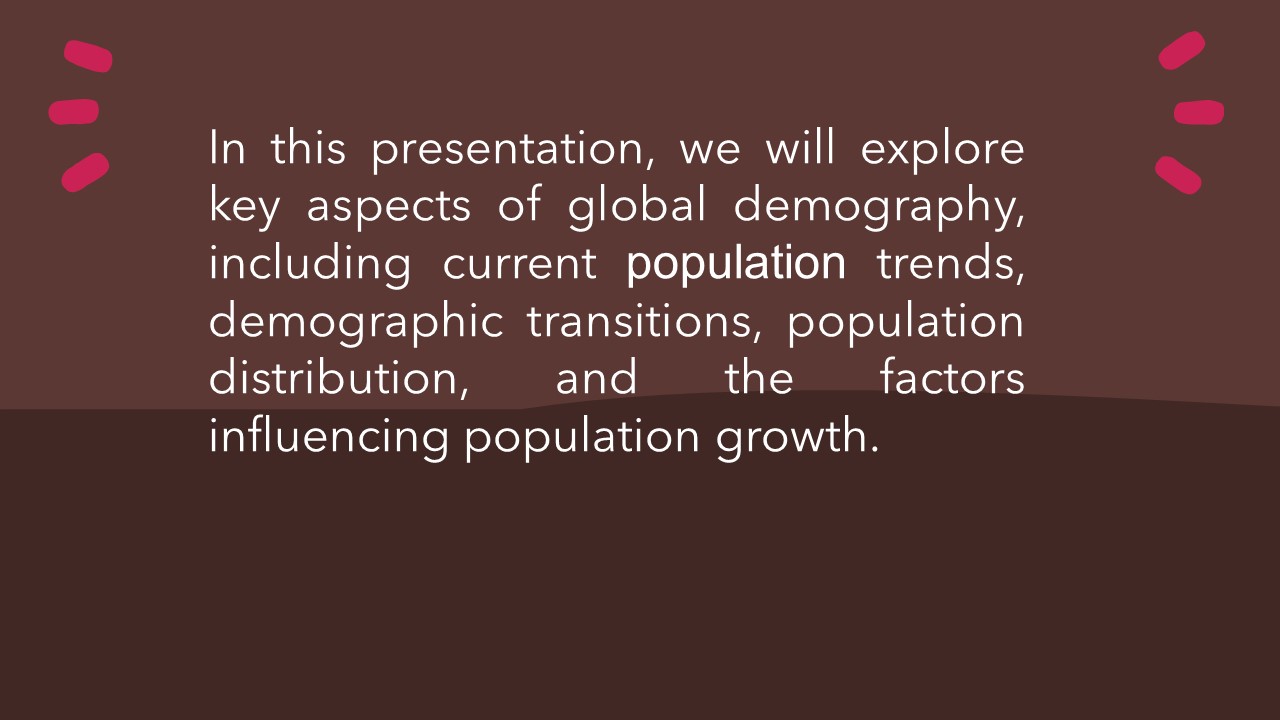 In this presentation, we will explore
key aspects of global demography,
including current population trends,
demographic transitions, population
distribution, and the factors
influencing population growth.